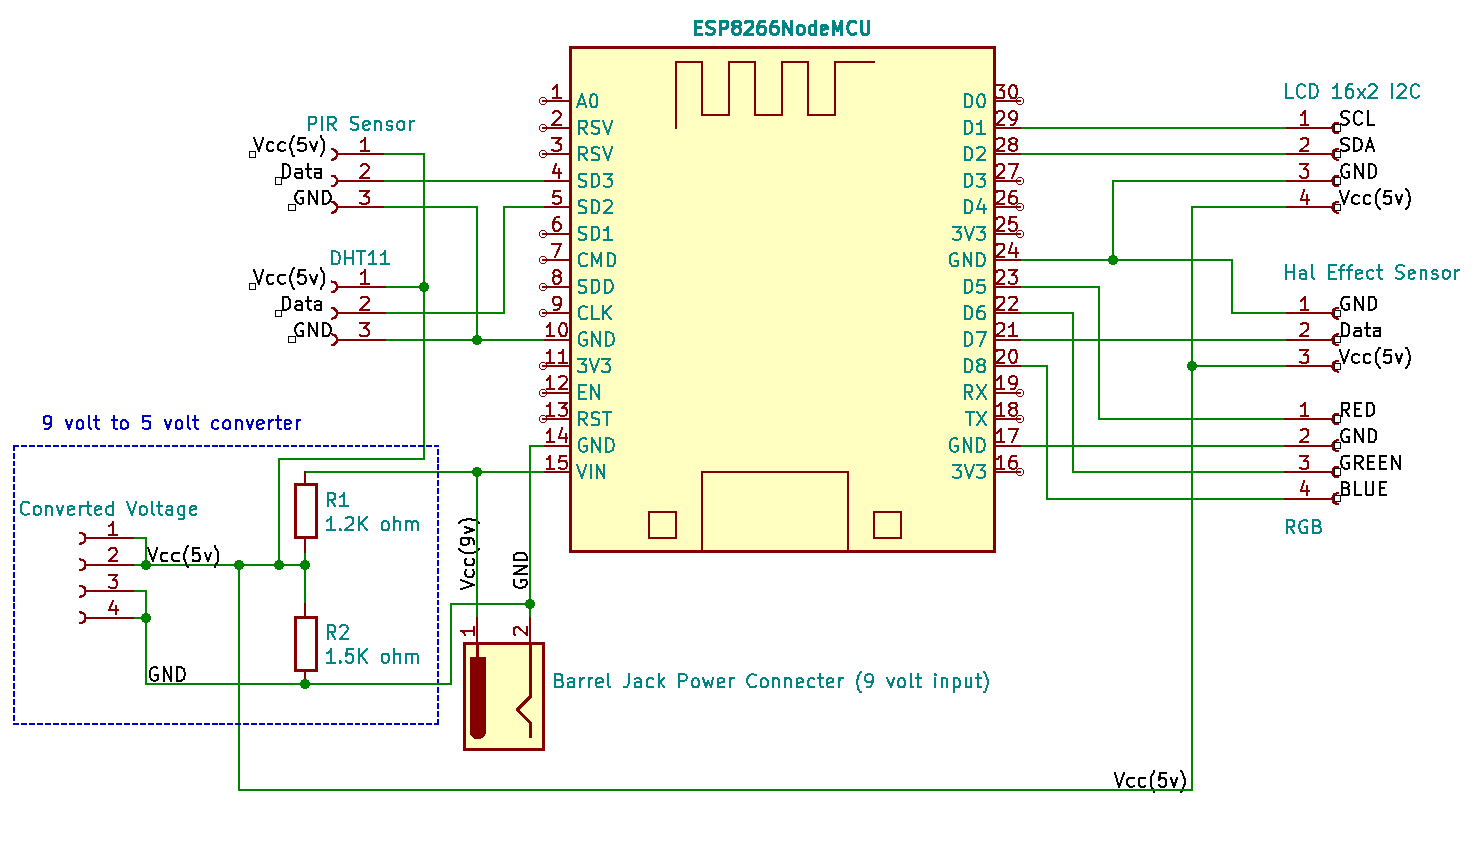 ESP8266NodeMCU
PIR Sensor
Vcc(5v) 1
Data 2
GND 3
DHT11
Vcc(5v) 1
Data 2
GND 3
1 A0
2 RSV
3 RSV
4 SD3
5 SD2
6 SD1
7 CMD
8 SDD
9 CLK
10 GND
11 3V3
12 EN
13 RST
14 GND
15 VIN
D0 30
D1 29
D2 28
D3 27
D4 26
3V3 25
GND 24
D5 23
D6 22
D7 21
D8 20
RX 19
TX 18
GND 17
3V3 16
LCD 16x2 I2C
1 SCL
2 SDA
3 GND
4 Vcc(5v)
Hal Effect Sensor
1 GND
2 Data
3 Vcc(5v)
1 RED
2 GND
3 GREEN
4 BLUE
RGB
9 volt to 5 volt converter
Converted Voltage
1
2 Vcc(5v)
3
4
GND
R1
1.2K ohm
R2
1.5K ohm
Vcc(9v)
GND
1
2
Barrel Jack Power Connecter (9 volt input)
Vcc(5v)